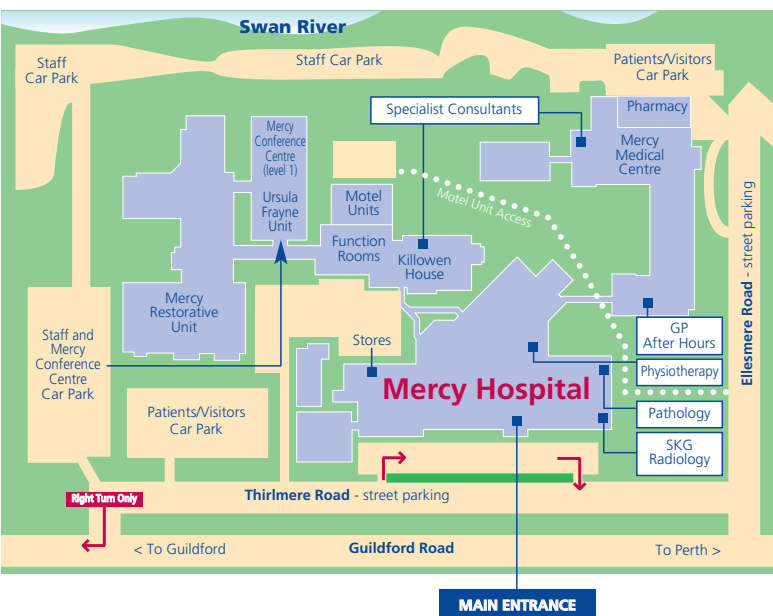 Swan River
Staff
Car Park
Staff Car Park
Patients/Visitors
Car Park
Specialist Consultants
Pharmacy
Mercy
Medical
Centre
Mercy
Conference
Centre
(level 1)
Ursula
Frayne
Unit
Motel
Units
Motel Unit Access
Function
Rooms
Killowen
House
Mercy
Restorative
Unit
Ellesmere Road - street parking
GP
After Hours
Staff and
Mercy
Conference
Centre
Car Park
Stores
Physiotherapy
Mercy Hospital
Patients/Visitors
Car Park
Pathology
SKG
Radiology
Right Turn Only
Thirlmere Road - street parking
< To Guildford
Guildford Road
To Perth >
MAIN ENTRANCE